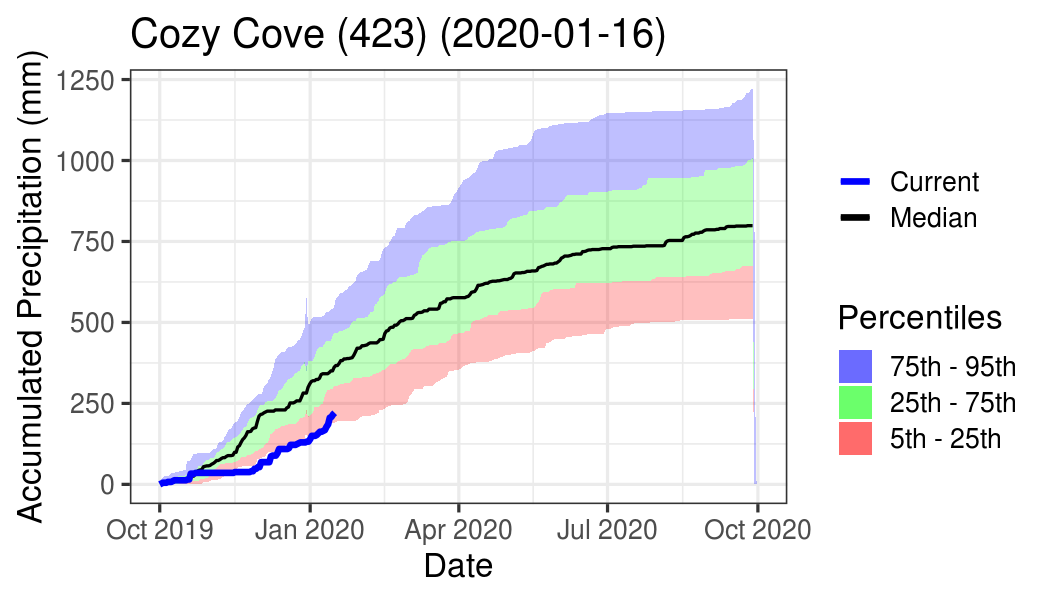 Cozy Cove (423) (2020-01-16)
Accumulated Precipitation (mm)
1250
1000
750
500
250
0
Oct 2019
Jan 2020
Apr 2020
Jul 2020
Oct 2020
Date
Current
Median
Percentiles
75th - 95th
25th - 75th
5th - 25th